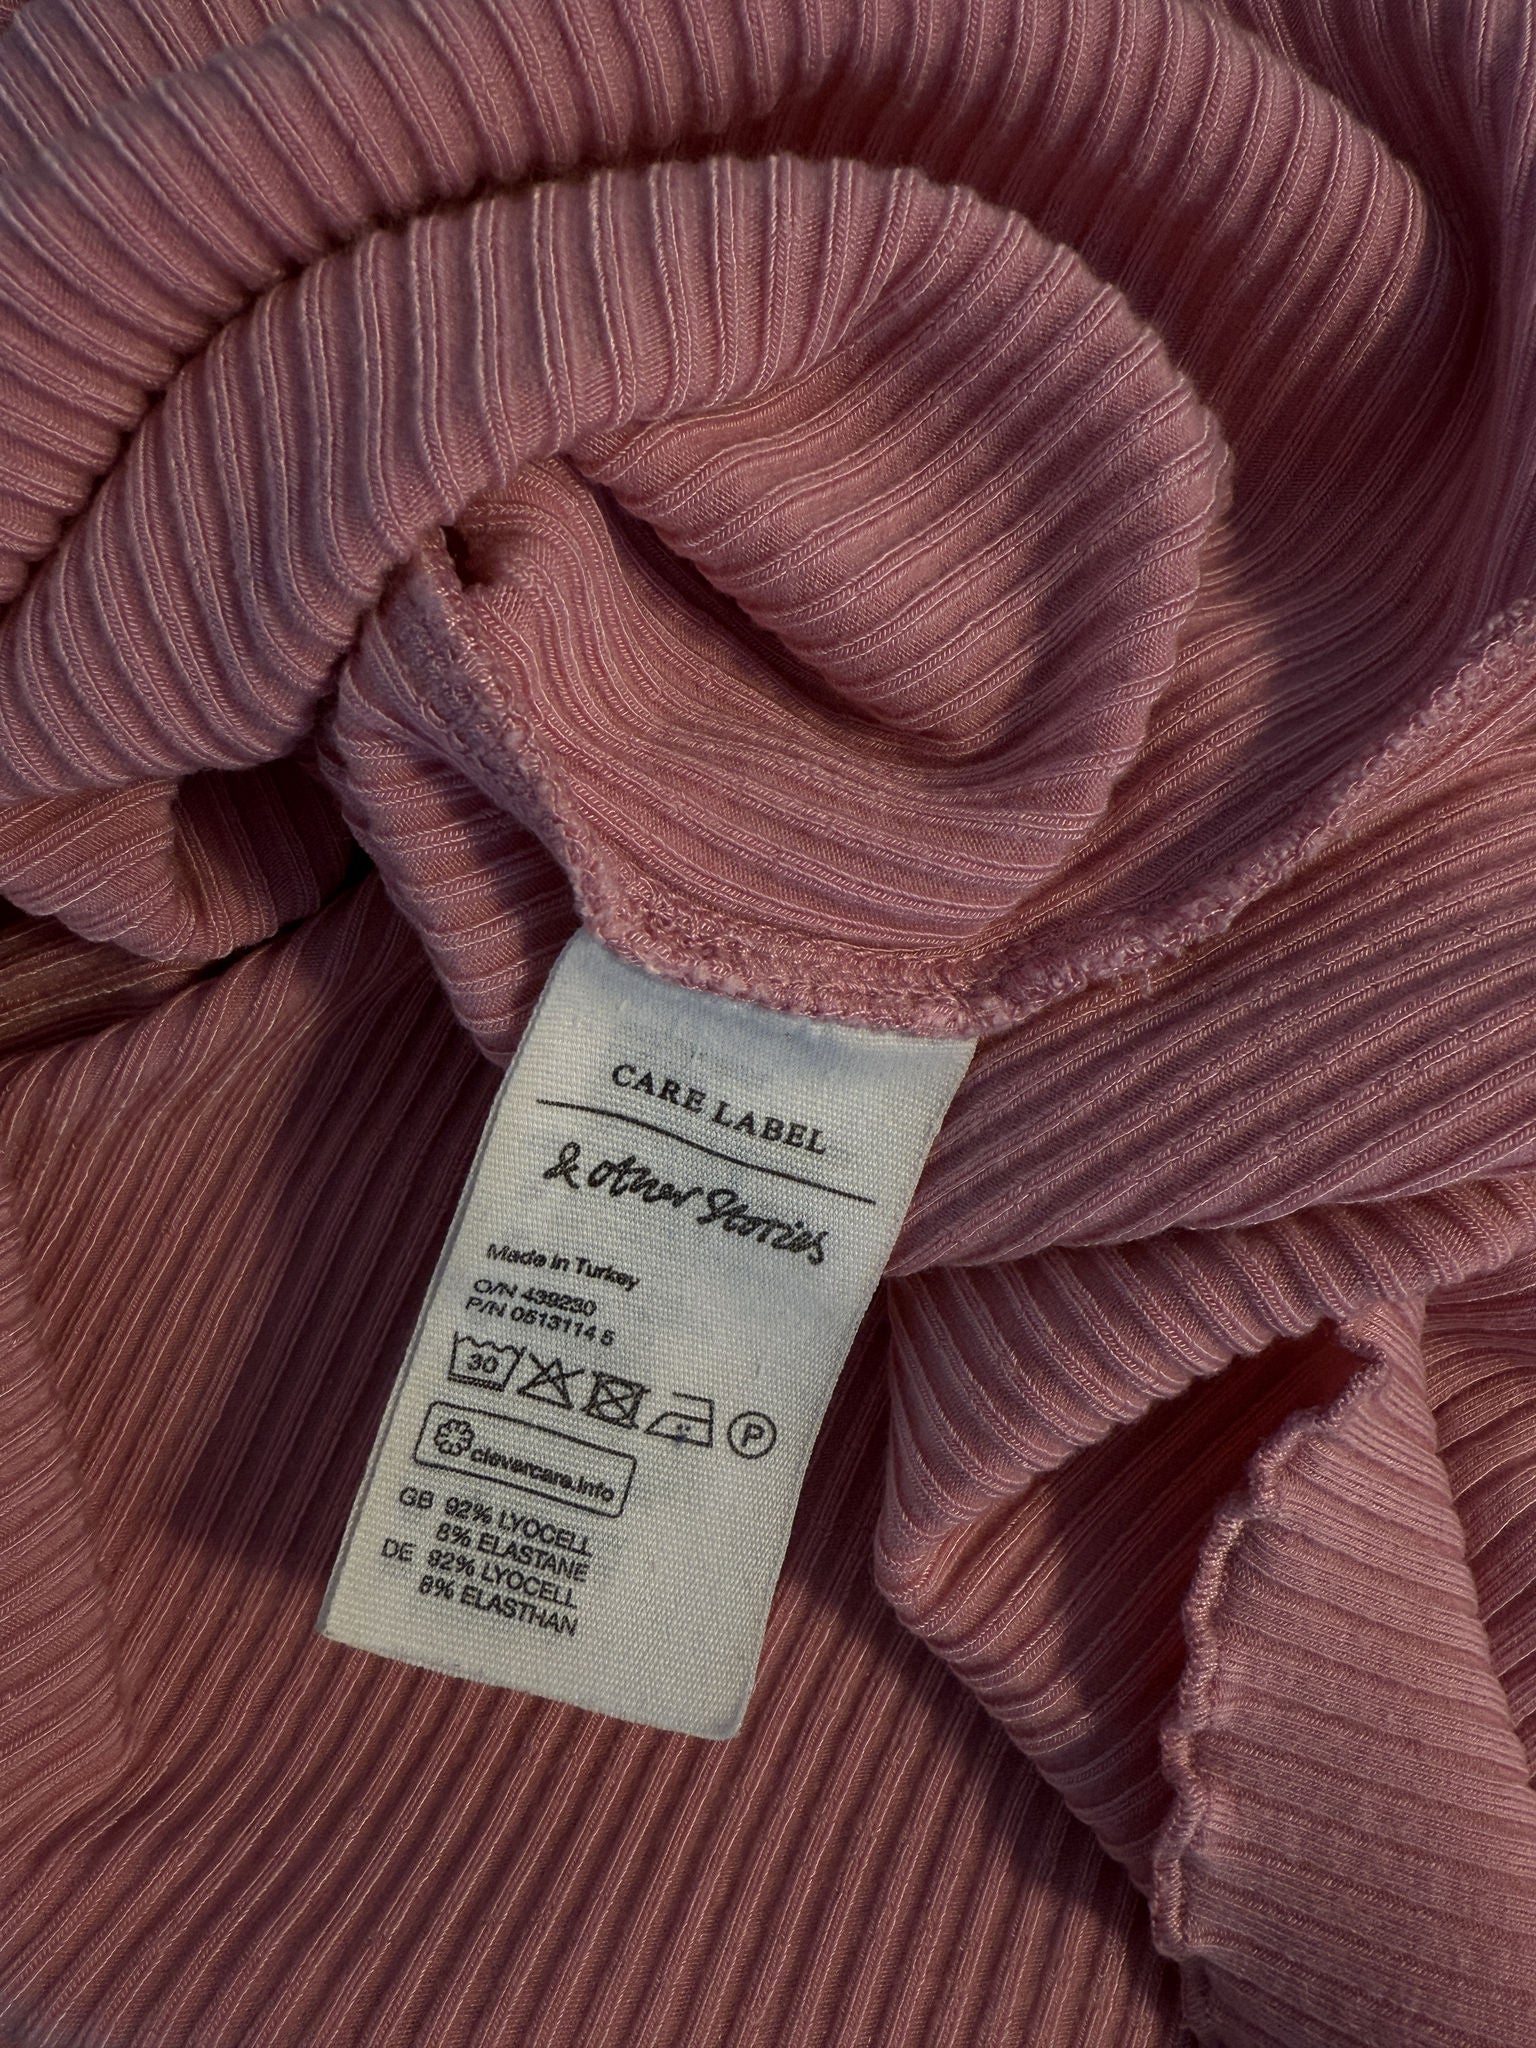 CARE LABEL
& other Stories
Made in Turkey
O/N 439230
P/N 0513114 5
30
P
clevercare.info
GB 92% LYOCELL
8% ELASTANE
DE 92% LYOCELL
8% ELASTHAN